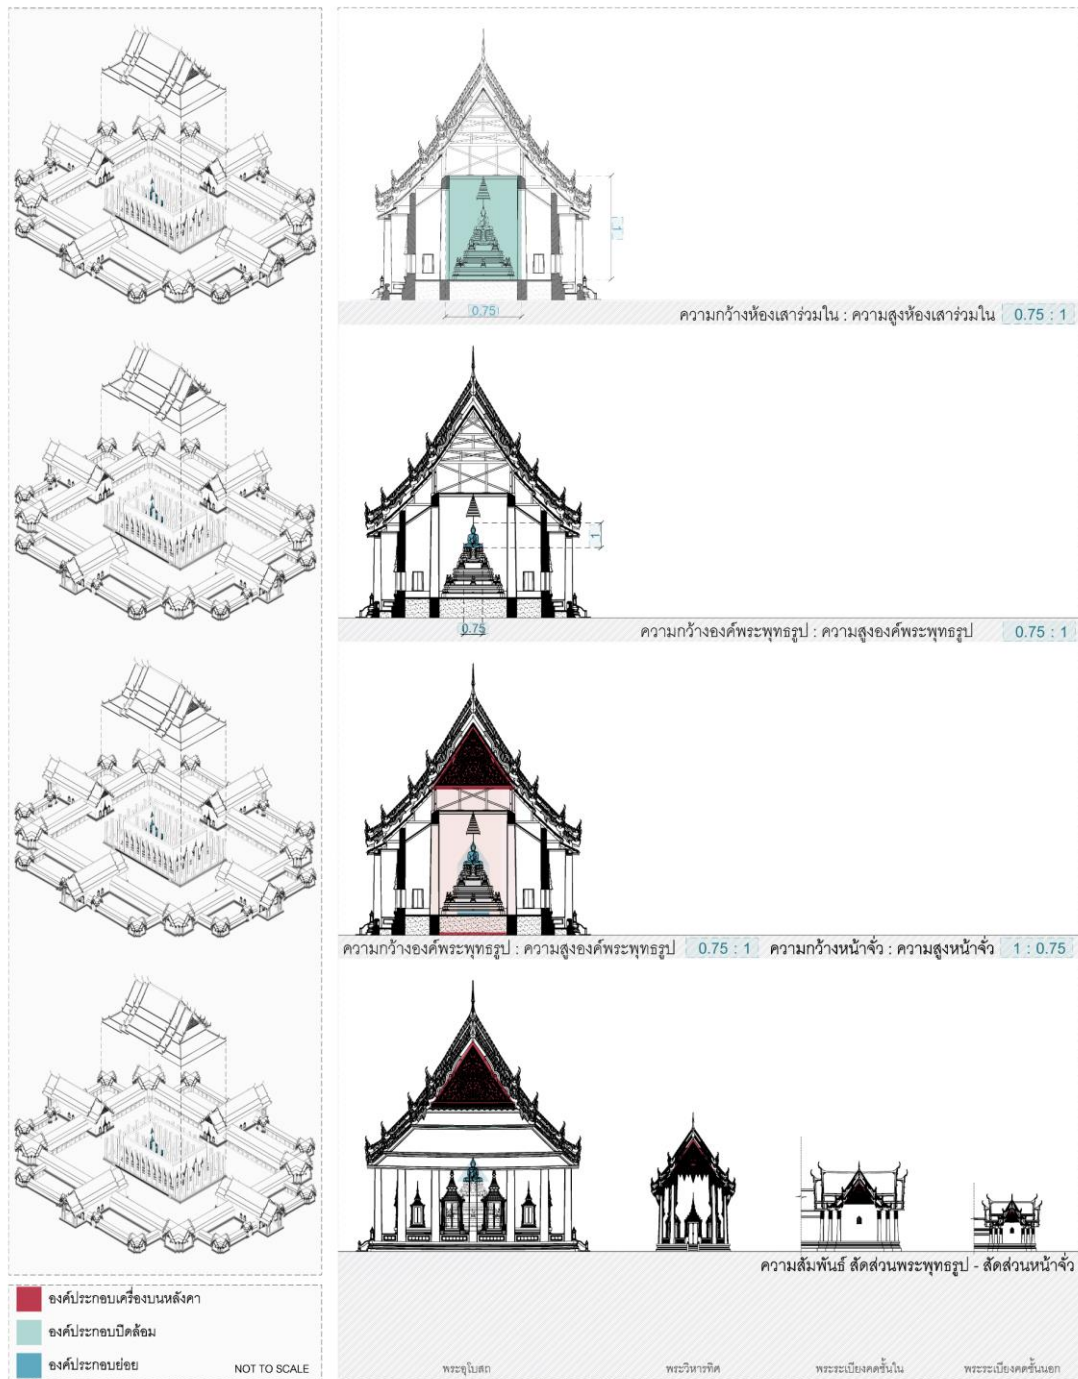 1
0.75
ความกว้างห้องเสาร่วมใน : ความสูงห้องเสาร่วมใน 0.75 : 1
1
0.75
ความกว้างองค์พระพุทธรูป : ความสูงองค์พระพุทธรูป 0.75 : 1
ความกว้างองค์พระพุทธรูป : ความสูงองค์พระพุทธรูป 0.75 : 1 ความกว้างหน้าจั่ว : ความสูงหน้าจั่ว 1 : 0.75
ความสัมพันธ์ สัดส่วนพระพุทธรูป - สัดส่วนหน้าจั่ว
องค์ประกอบเครื่องบนหลังคา
องค์ประกอบปิดล้อม
องค์ประกอบย่อย
NOT TO SCALE
พระอุโบสถ
พระวิหารทิศ
พระระเบียงคดชั้นใน
พระระเบียงคดชั้นนอก